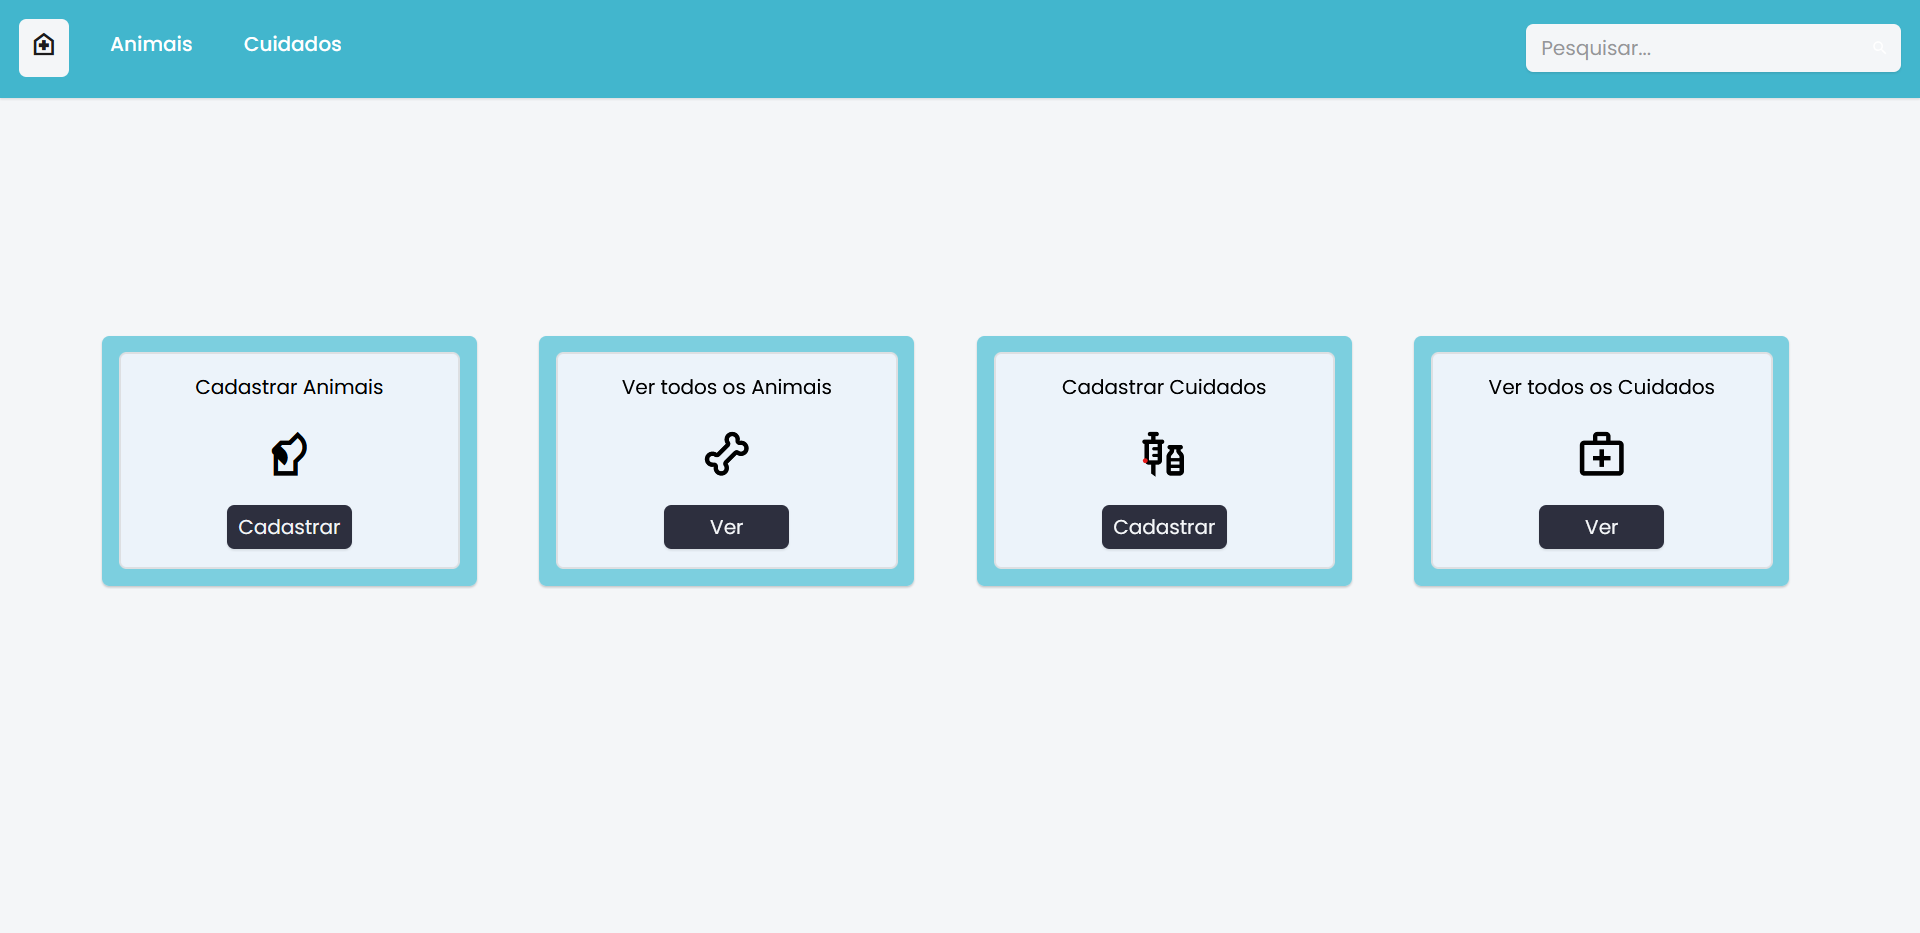 Animais
Cuidados
Pesquisar...
Cadastrar Animais
Cadastrar
Ver todos os Animais
Ver
Cadastrar Cuidados
Cadastrar
Ver todos os Cuidados
Ver